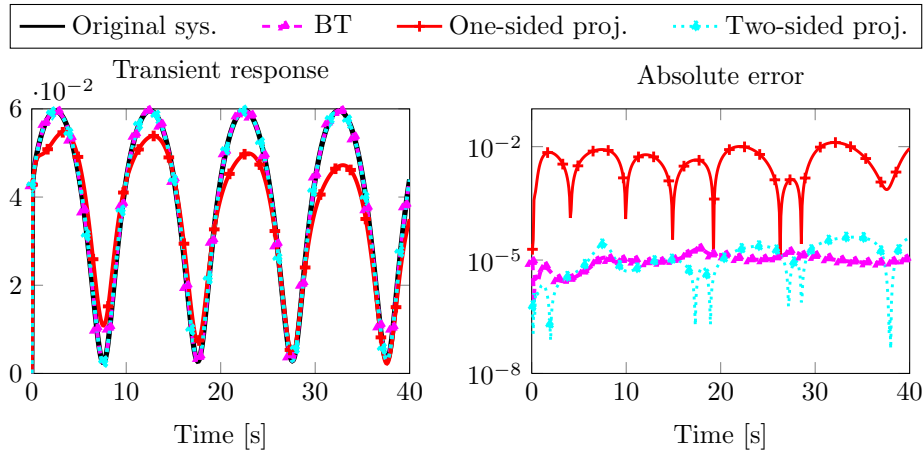 Original sys. BT One-sided proj. Two-sided proj.
Transient response
·10⁻²
6
4
2
0
0 10 20 30 40
Time [s]
Absolute error
10⁻²
10⁻⁵
10⁻⁸
0 10 20 30 40
Time [s]